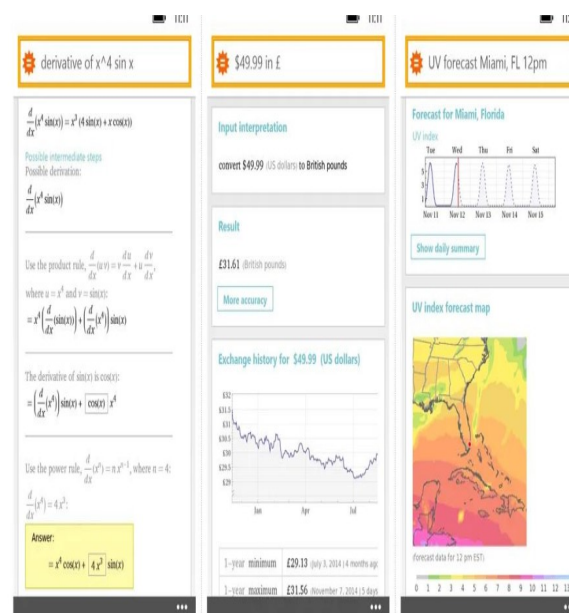 11:11
derivative of x^4 sin x
d/dx (x⁴ sin(x)) = x³ (4 sin(x) + x cos(x))
Possible intermediate steps
Possible derivation:
d/dx (x⁴ sin(x))
Use the product rule, d/dx (u v) = v du/dx + u dv/dx,
where u = x⁴ and v = sin(x):
= x⁴ (d/dx (sin(x))) + (d/dx (x⁴)) sin(x)
The derivative of sin(x) is cos(x):
= (d/dx (x⁴)) sin(x) + cos(x) x⁴
Use the power rule, d/dx (xⁿ) = n xⁿ⁻¹, where n = 4:
d/dx (x⁴) = 4 x³:
Answer:
= x⁴ cos(x) + 4 x³ sin(x)
...
11:11
$49.99 in £
Input interpretation
convert $49.99 (US dollars) to British pounds
Result
£31.61 (British pounds)
More accuracy
Exchange history for $49.99 (US dollars)
£32
£31.5
£31
£30.5
£30
£29.5
£29
Jan Apr Jul
1-year minimum £29.13 (July 3, 2014 | 4 months ago
1-year maximum £31.56 (November 7, 2014 | 5 days
...
UV forecast Miami, FL 12pm
Forecast for Miami, Florida
UV index
Tue Wed Thu Fri Sat
5
3
1
Nov 11 Nov 12 Nov 13 Nov 14 Nov 15
Show daily summary
UV index forecast map
(forecast data for 12 pm EST)
0 1 2 3 4 5 6 7 8 9 10 11 12 13
...